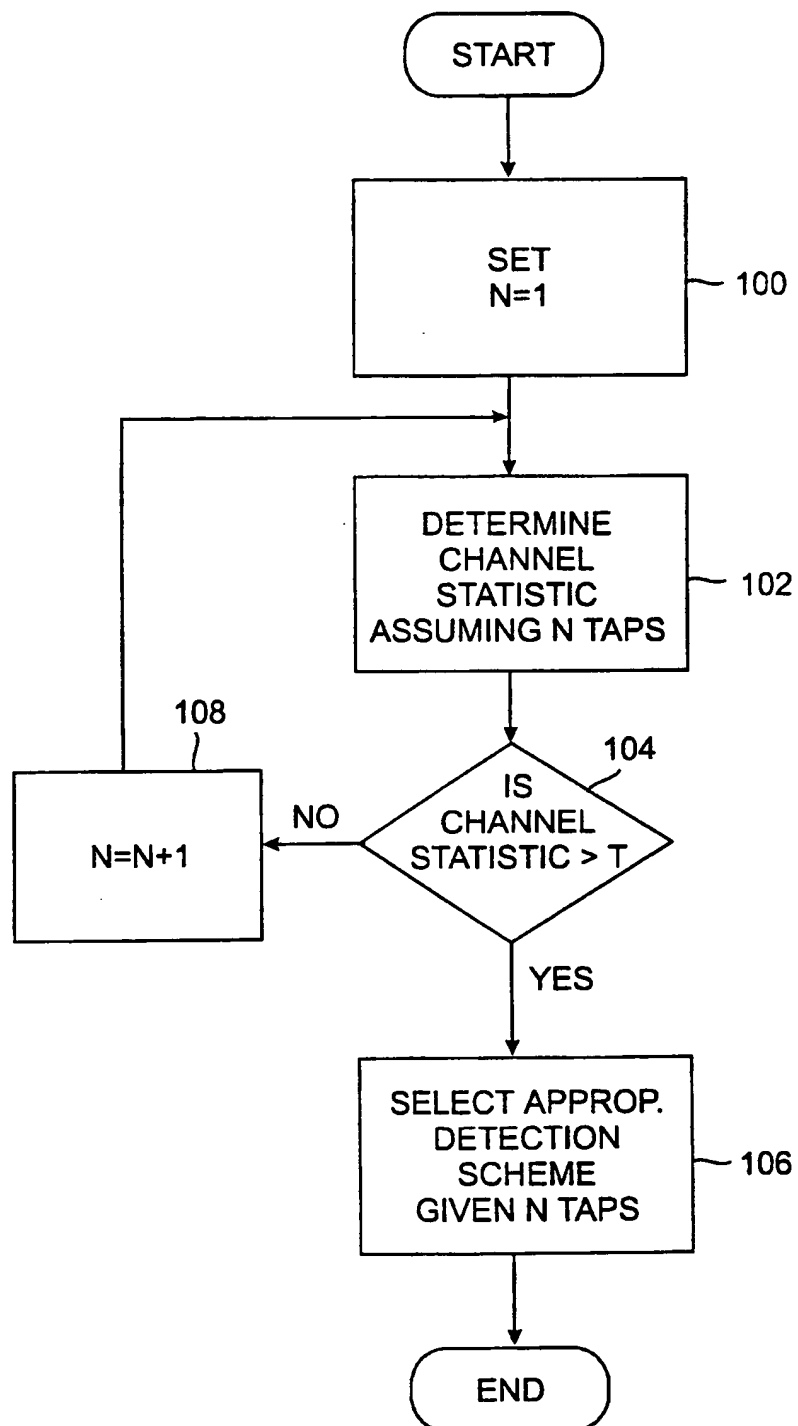 START
SET
N=1
100
DETERMINE
CHANNEL
STATISTIC
ASSUMING N TAPS
102
108
104
N=N+1
NO
IS
CHANNEL
STATISTIC > T
YES
SELECT APPROP.
DETECTION
SCHEME
GIVEN N TAPS
106
END